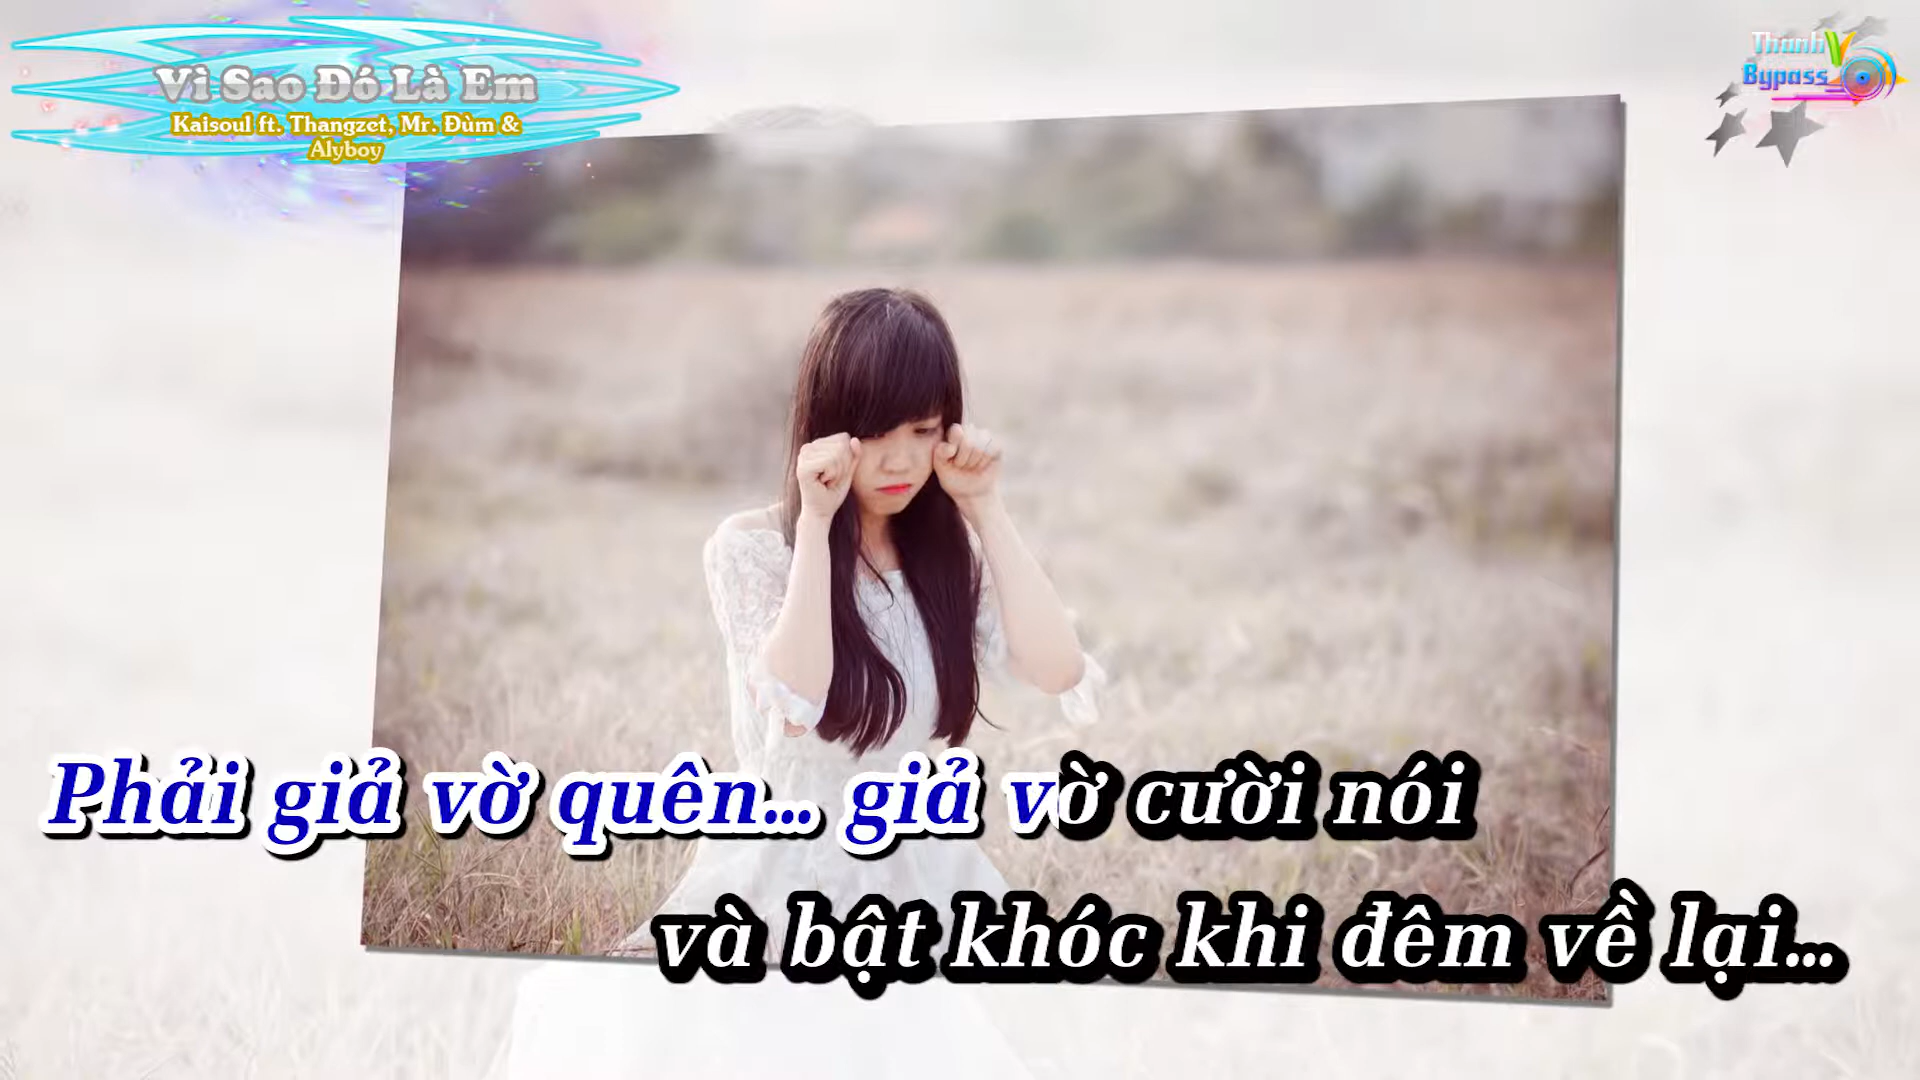 Vì Sao Đó Là Em
Kaisoul ft. Thangzet, Mr. Đùm &
Alyboy
Thanh V
Bypass
Phải giả vờ quên... giả vờ cười nói
và bật khóc khi đêm về lại...